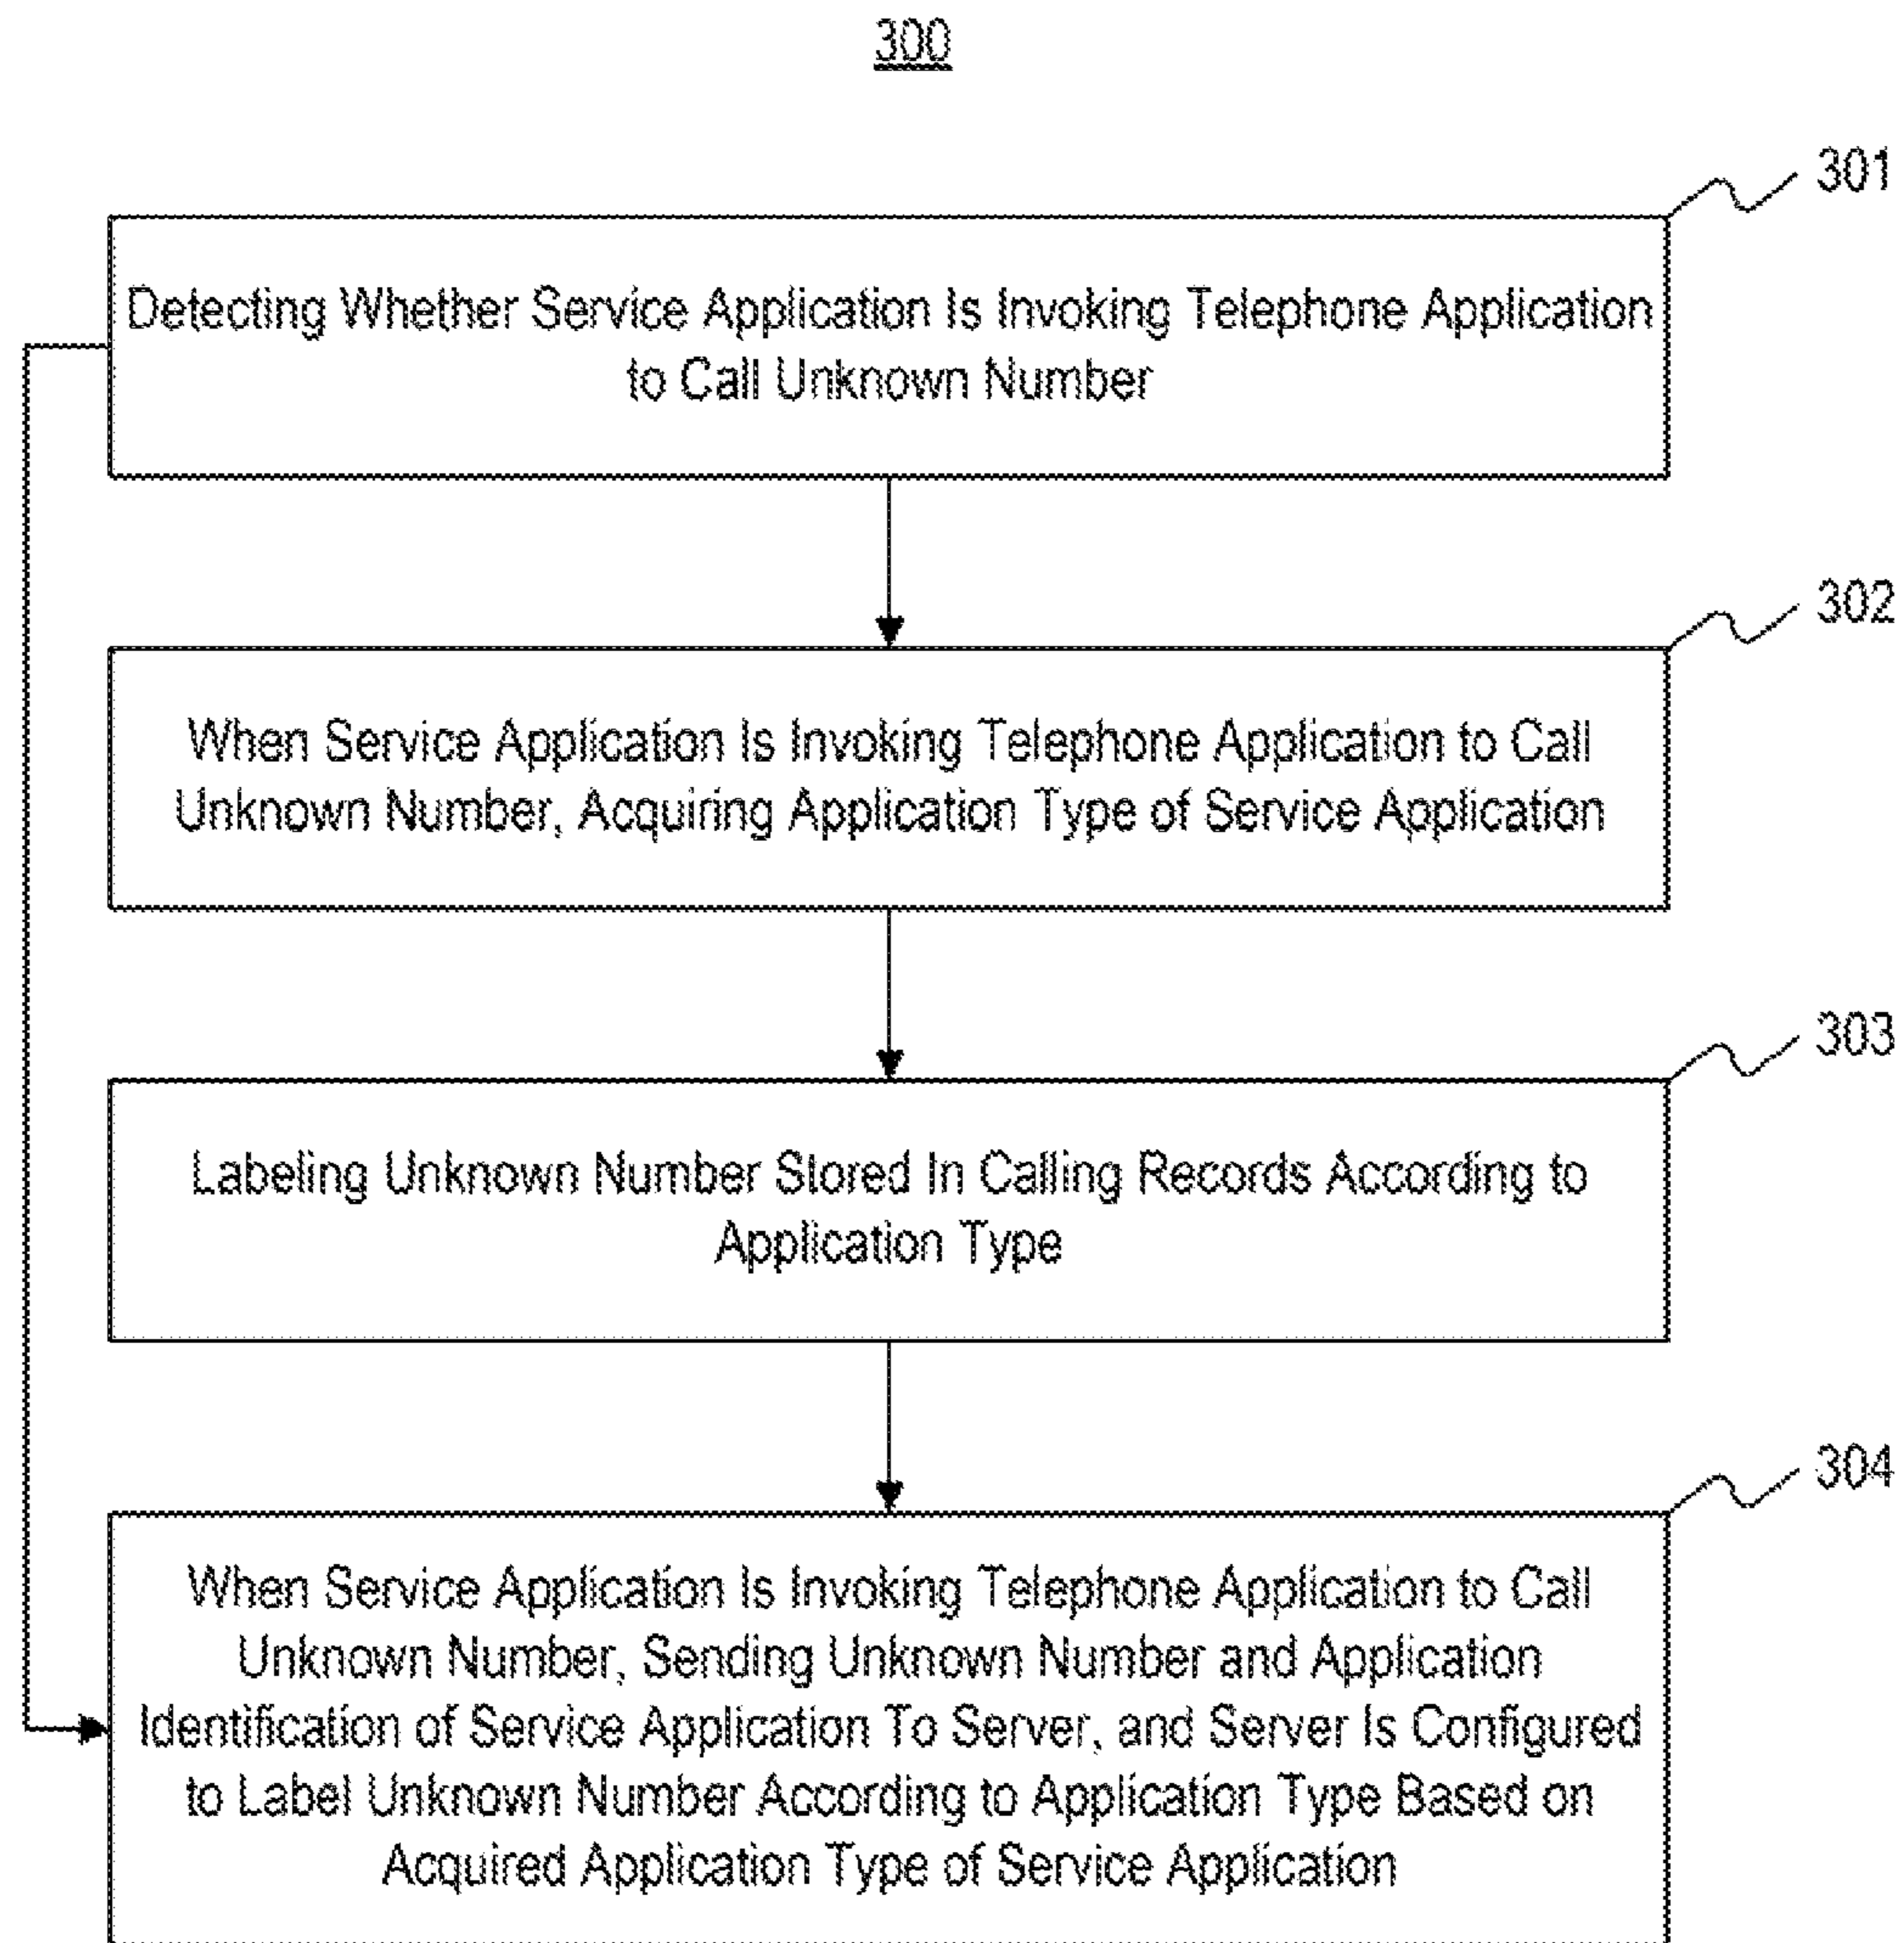 300
301
Detecting Whether Service Application Is Invoking Telephone Application
to Call Unknown Number
302
When Service Application Is Invoking Telephone Application to Call
Unknown Number, Acquiring Application Type of Service Application
303
Labeling Unknown Number Stored In Calling Records According to
Application Type
304
When Service Application Is Invoking Telephone Application to Call
Unknown Number, Sending Unknown Number and Application
Identification of Service Application To Server, and Server Is Configured
to Label Unknown Number According to Application Type Based on
Acquired Application Type of Service Application